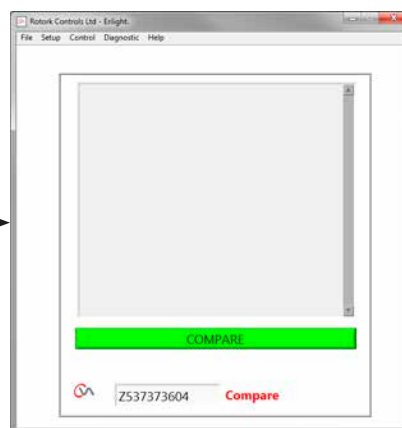 Rotork Controls Ltd - Enlight.
File Setup Control Diagnostic Help
COMPARE
Z537373604 Compare